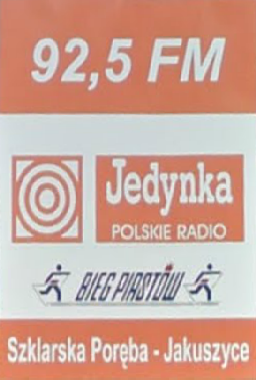 92,5 FM
Jedynka
POLSKIE RADIO
BIEG PIASTÓW
Szklarska Poręba - Jakuszyce